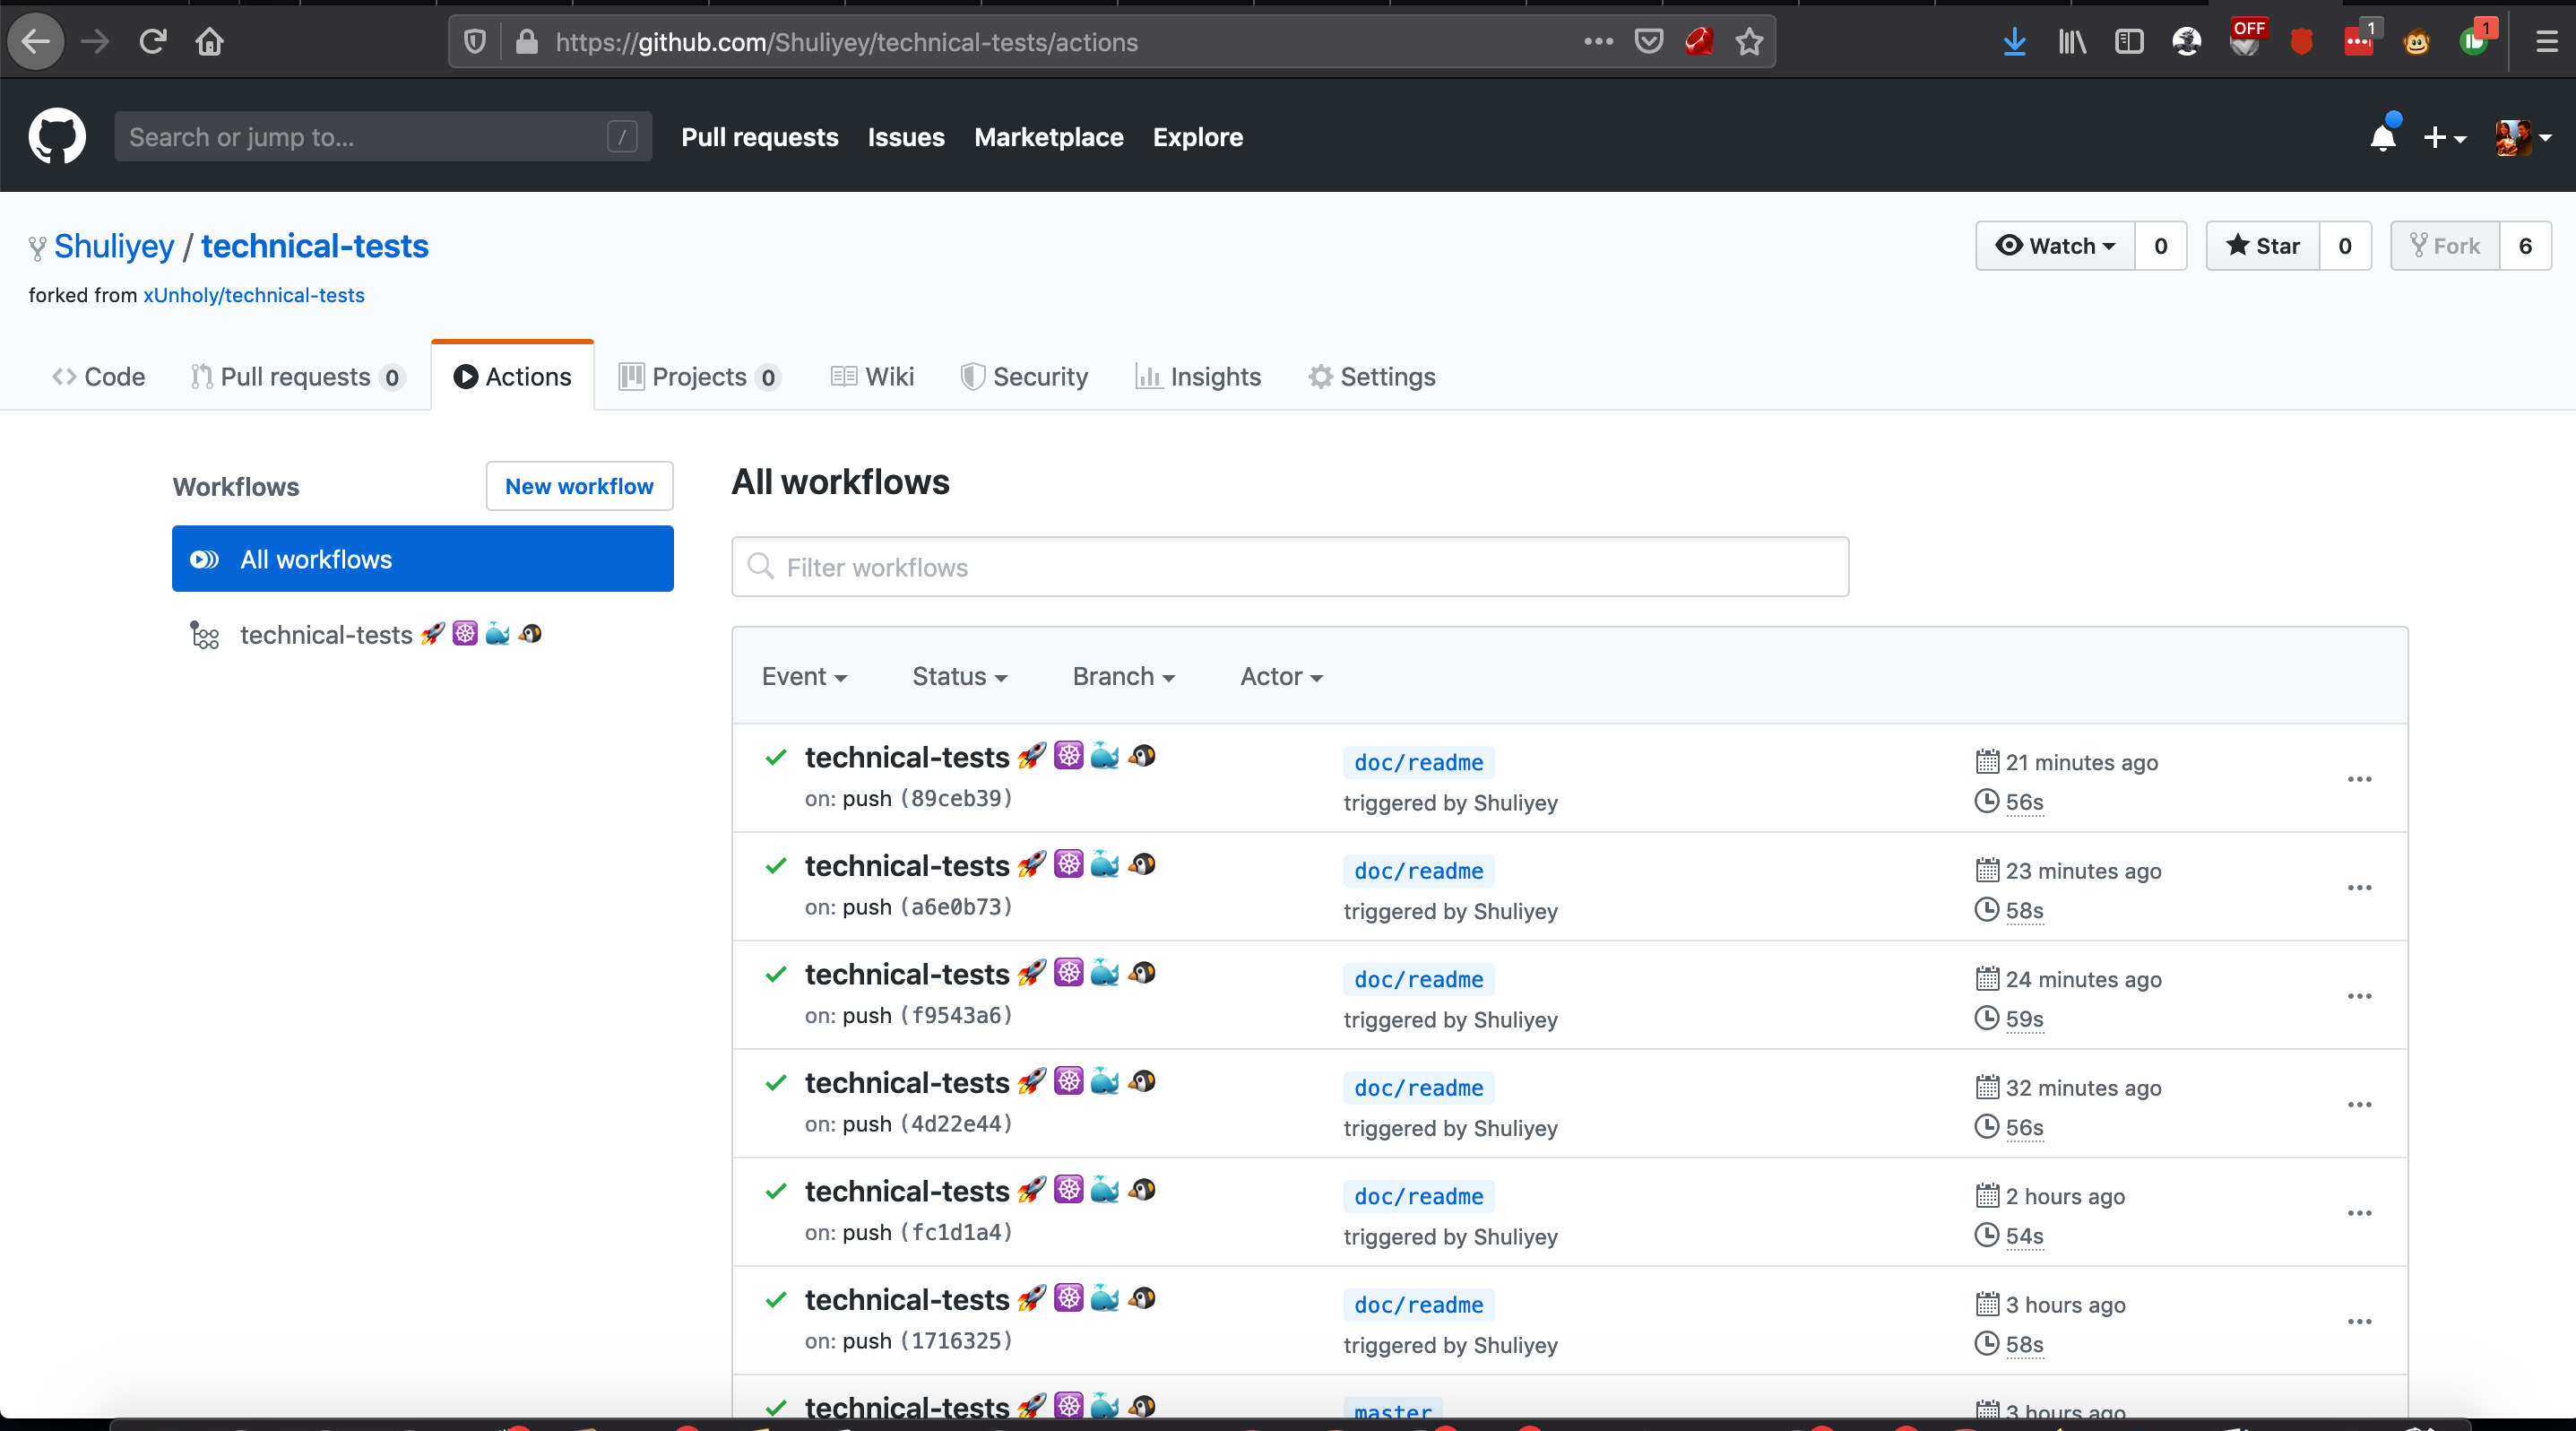 https://github.com/Shuliyey/technical-tests/actions
OFF
1
1
Search or jump to...
/
Pull requests
Issues
Marketplace
Explore
Shuliyey / technical-tests
forked from xUnholy/technical-tests
Watch
0
Star
0
Fork
6
Code
Pull requests 0
Actions
Projects 0
Wiki
Security
Insights
Settings
Workflows
New workflow
All workflows
technical-tests 🚀 ☸️ 🐳 🐧
All workflows
Filter workflows
Event
Status
Branch
Actor
technical-tests 🚀 ☸️ 🐳 🐧
on: push (89ceb39)
doc/readme
triggered by Shuliyey
21 minutes ago
56s
technical-tests 🚀 ☸️ 🐳 🐧
on: push (a6e0b73)
doc/readme
triggered by Shuliyey
23 minutes ago
58s
technical-tests 🚀 ☸️ 🐳 🐧
on: push (f9543a6)
doc/readme
triggered by Shuliyey
24 minutes ago
59s
technical-tests 🚀 ☸️ 🐳 🐧
on: push (4d22e44)
doc/readme
triggered by Shuliyey
32 minutes ago
56s
technical-tests 🚀 ☸️ 🐳 🐧
on: push (fc1d1a4)
doc/readme
triggered by Shuliyey
2 hours ago
54s
technical-tests 🚀 ☸️ 🐳 🐧
on: push (1716325)
doc/readme
triggered by Shuliyey
3 hours ago
58s
technical-tests 🚀 ☸️ 🐳 🐧
master
3 hours ago